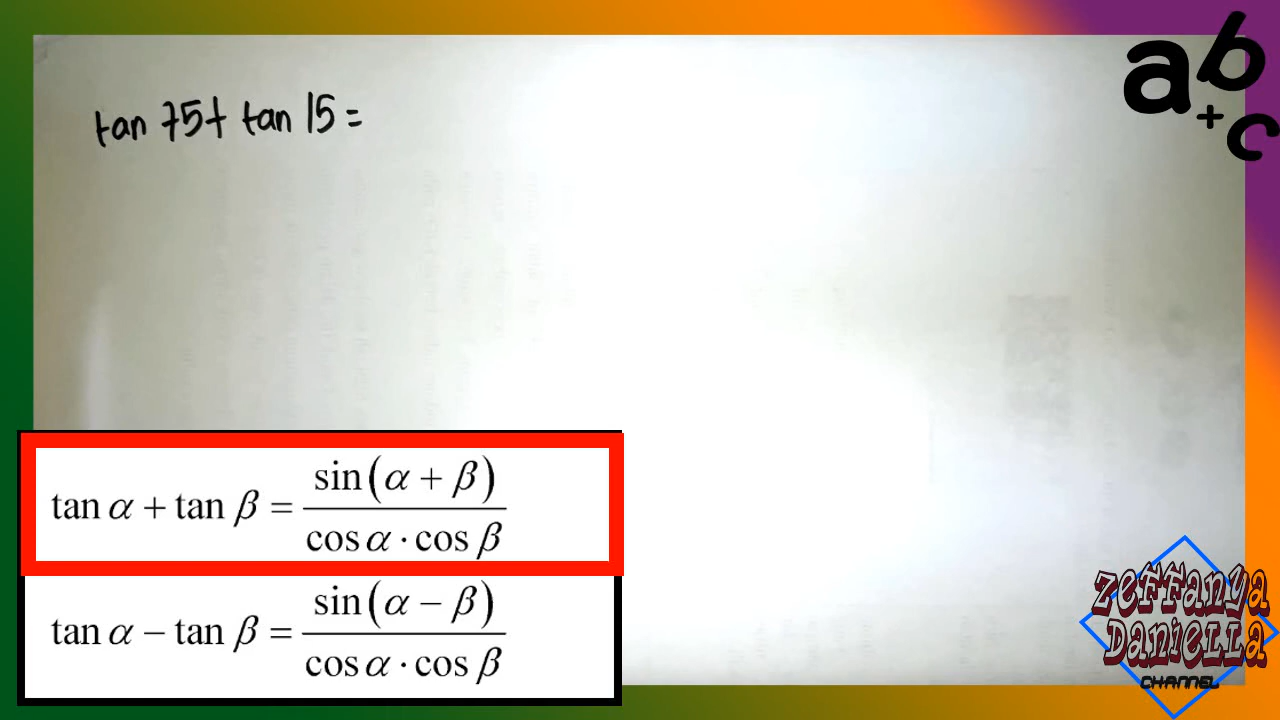 a b + c
tan 75 + tan 15 =
tan α + tan β = sin(α + β) / cos α · cos β
tan α − tan β = sin(α − β) / cos α · cos β
Zeffanya
Daniella
CHANNEL